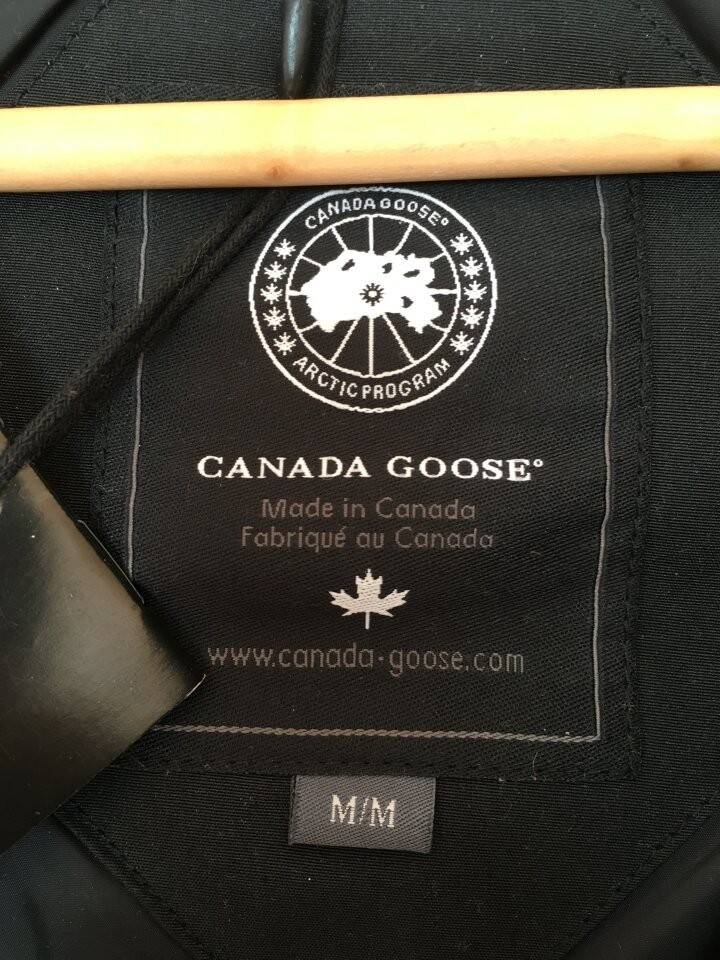 CANADA GOOSE®
ARCTIC PROGRAM
CANADA GOOSE®
Made in Canada
Fabriqué au Canada
www.canada-goose.com
M/M